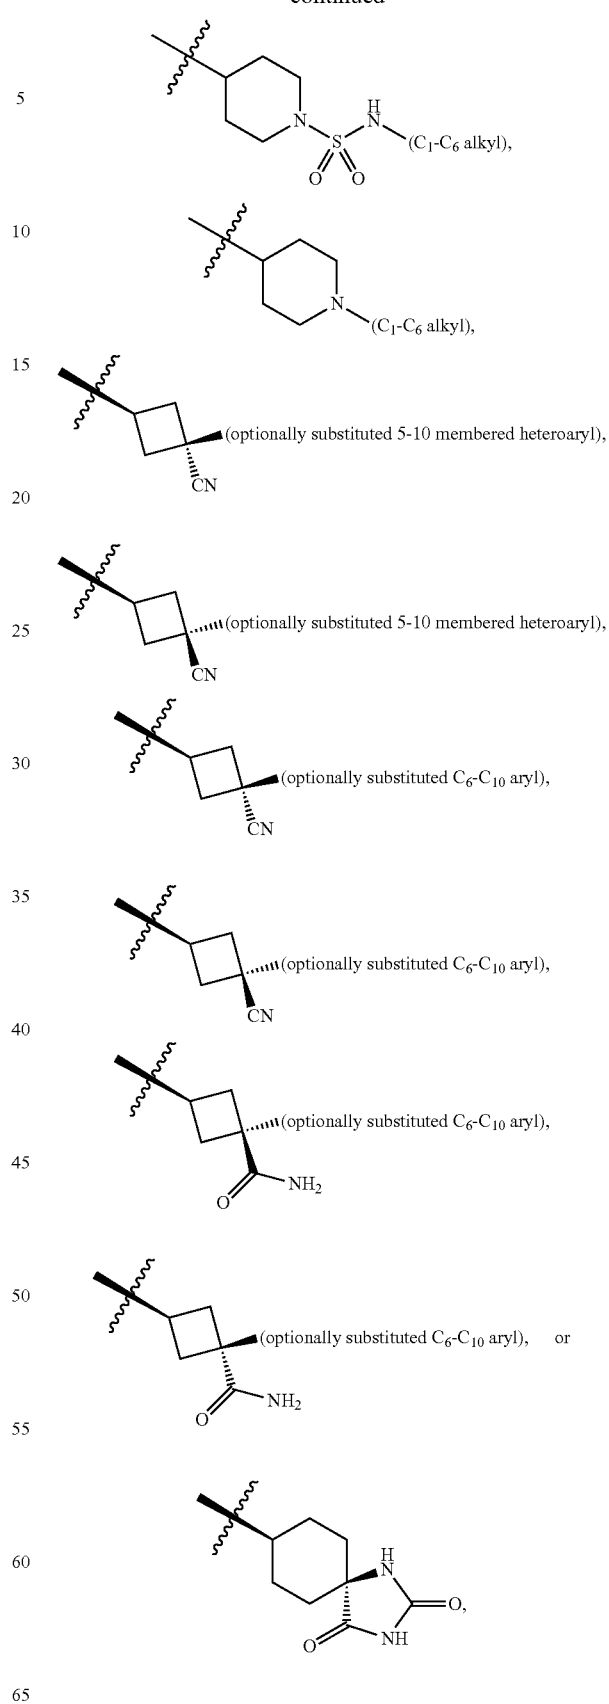 continued
5
H
N
N
S
(C₁-C₆ alkyl),
O
O
10
N
(C₁-C₆ alkyl),
15
(optionally substituted 5-10 membered heteroaryl),
CN
20
25
(optionally substituted 5-10 membered heteroaryl),
CN
30
(optionally substituted C₆-C₁₀ aryl),
CN
35
(optionally substituted C₆-C₁₀ aryl),
CN
40
(optionally substituted C₆-C₁₀ aryl),
45
NH₂
O
50
(optionally substituted C₆-C₁₀ aryl), or
NH₂
O
55
60
H
N
O,
NH
O
65